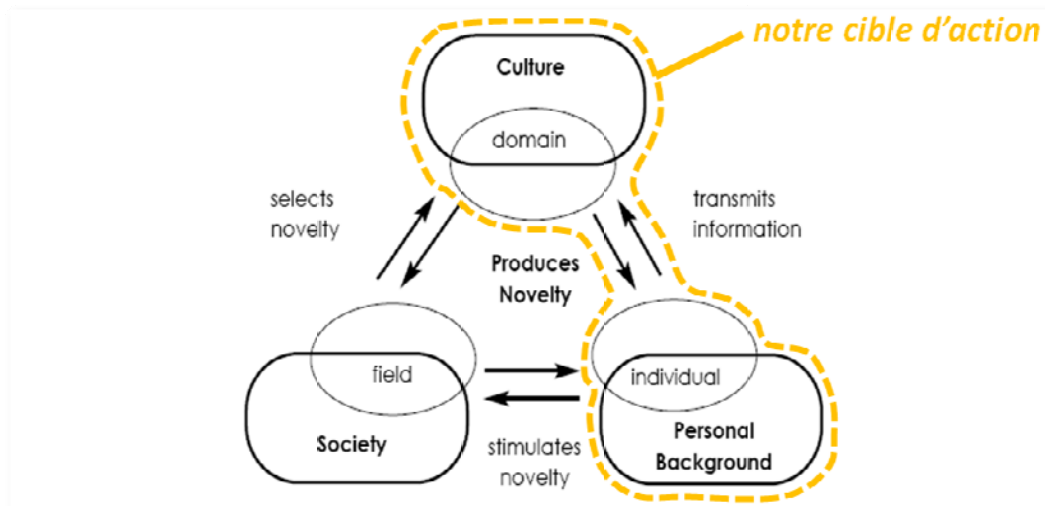 notre cible d'action
Culture
domain
selects
novelty
transmits
information
Produces
Novelty
field
individual
Society
stimulates
novelty
Personal
Background